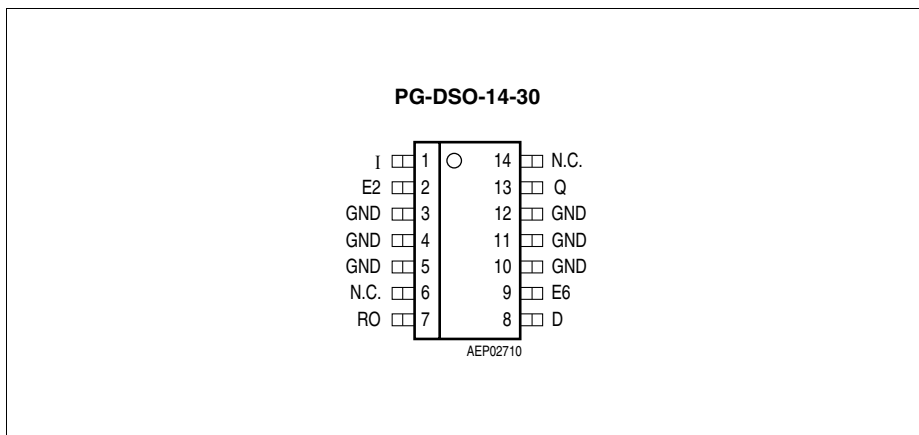 PG-DSO-14-30
I 1 14 N.C.
E2 2 13 Q
GND 3 12 GND
GND 4 11 GND
GND 5 10 GND
N.C. 6 9 E6
RO 7 8 D
AEP02710